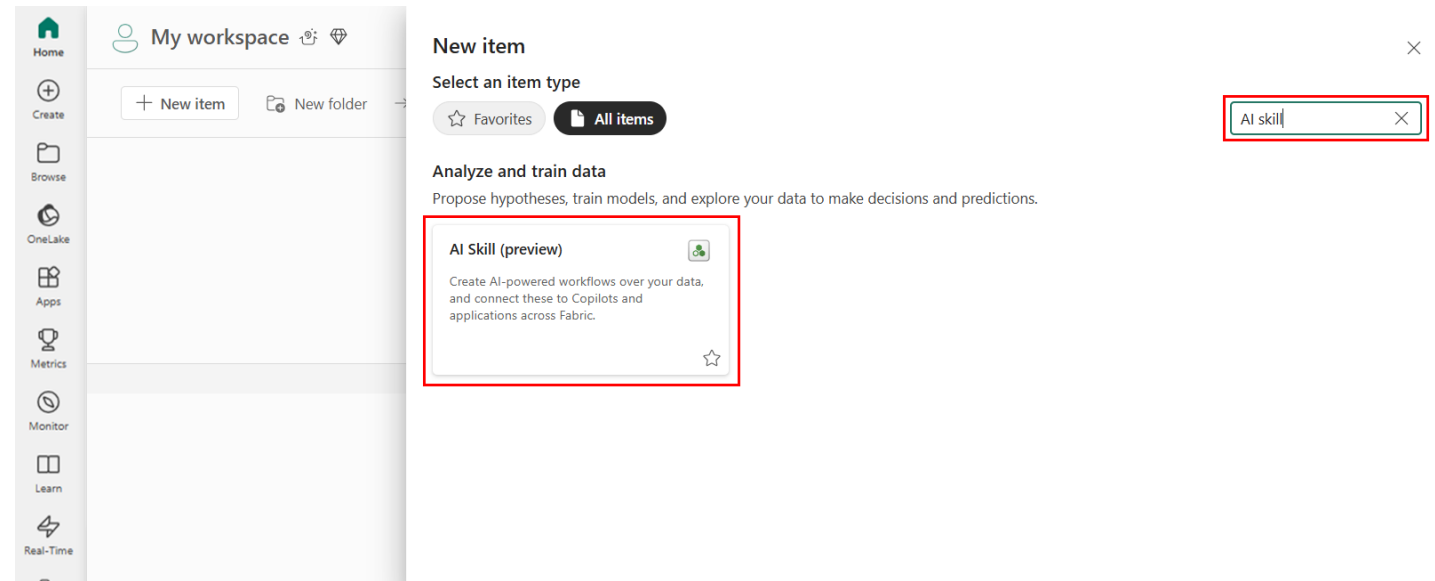 Home
Create
Browse
OneLake
Apps
Metrics
Monitor
Learn
Real-Time
My workspace
New item
New folder
New item
Select an item type
Favorites
All items
AI skill
Analyze and train data
Propose hypotheses, train models, and explore your data to make decisions and predictions.
AI Skill (preview)
Create AI-powered workflows over your data,
and connect these to Copilots and
applications across Fabric.